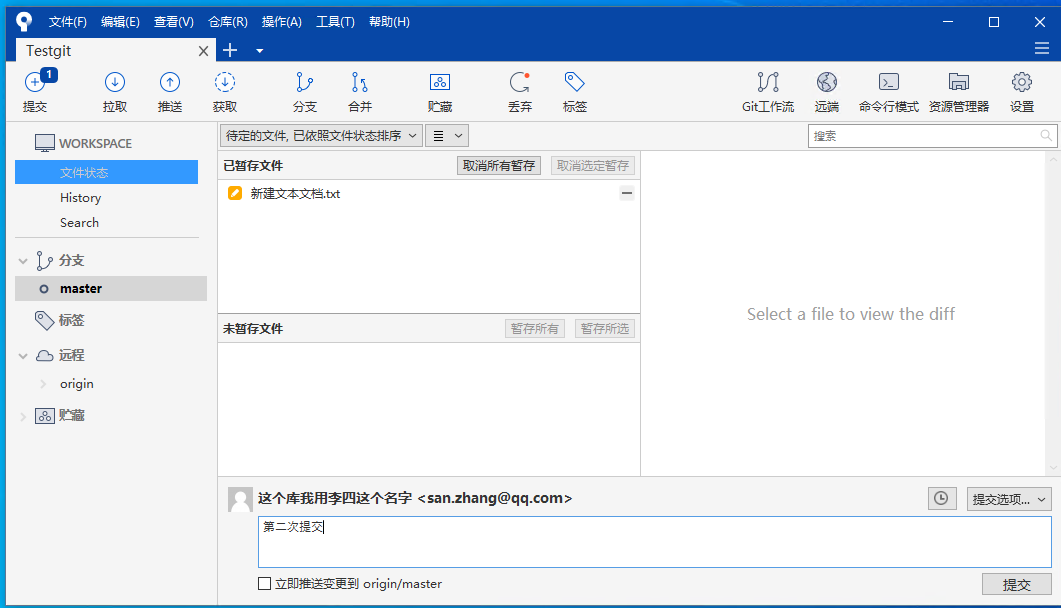 文件(F) 编辑(E) 查看(V) 仓库(R) 操作(A) 工具(T) 帮助(H)
Testgit
1
提交 拉取 推送 获取 分支 合并 贮藏 丢弃 标签 Git工作流 远端 命令行模式 资源管理器 设置
WORKSPACE
文件状态
History
Search
分支
master
标签
远程
origin
贮藏
待定的文件, 已依照文件状态排序
搜索
已暂存文件 取消所有暂存 取消选定暂存
新建文本文档.txt
未暂存文件 暂存所有 暂存所选
Select a file to view the diff
这个库我用李四这个名字 <san.zhang@qq.com>
提交选项...
第二次提交
立即推送变更到 origin/master
提交